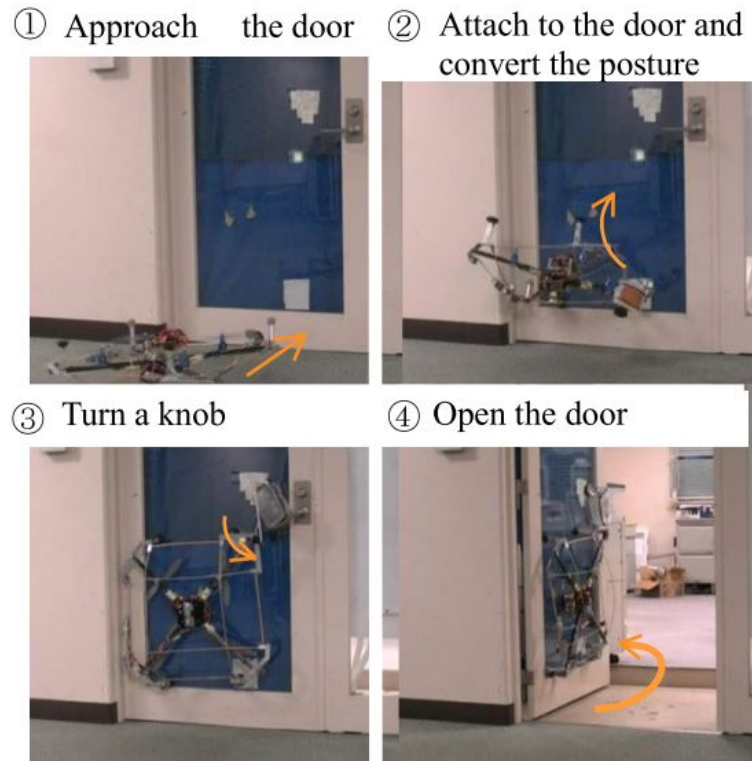 ① Approach the door
② Attach to the door and
convert the posture
③ Turn a knob
④ Open the door